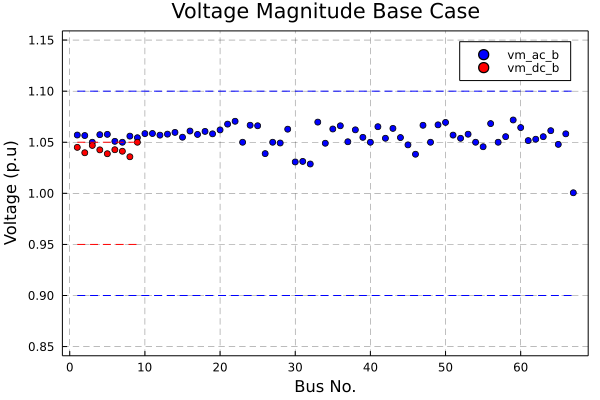 Voltage Magnitude Base Case
1.15
1.10
1.05
1.00
0.95
0.90
0.85
Voltage (p.u)
vm_ac_b
vm_dc_b
0 10 20 30 40 50 60
Bus No.